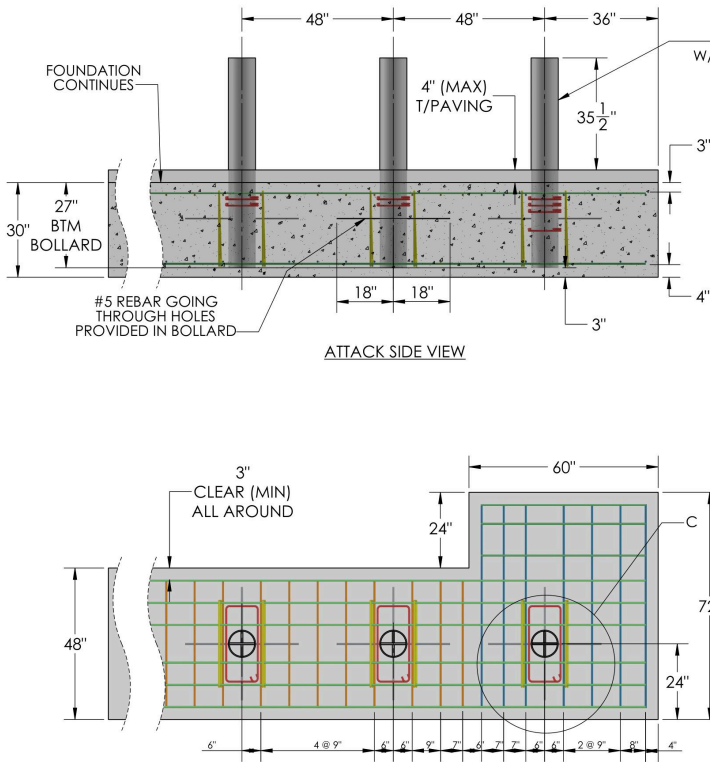 48"
48"
36"
W/
FOUNDATION
CONTINUES
4" (MAX)
T/PAVING
35 1/2"
3"
27"
BTM
BOLLARD
30"
#5 REBAR GOING
THROUGH HOLES
PROVIDED IN BOLLARD
18"
18"
4"
3"
ATTACK SIDE VIEW
60"
3"
CLEAR (MIN)
ALL AROUND
24"
C
72
48"
24"
6"
4 @ 9"
6"
6"
9"
7"
6"
7"
7"
6"
6"
2 @ 9"
8"
4"